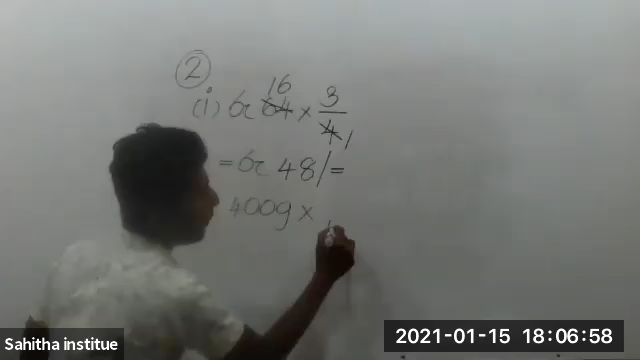 2
(i) රු 64 16 × 3/4 1
= රු 48/=
400g ×
Sahitha institue
2021-01-15 18:06:58